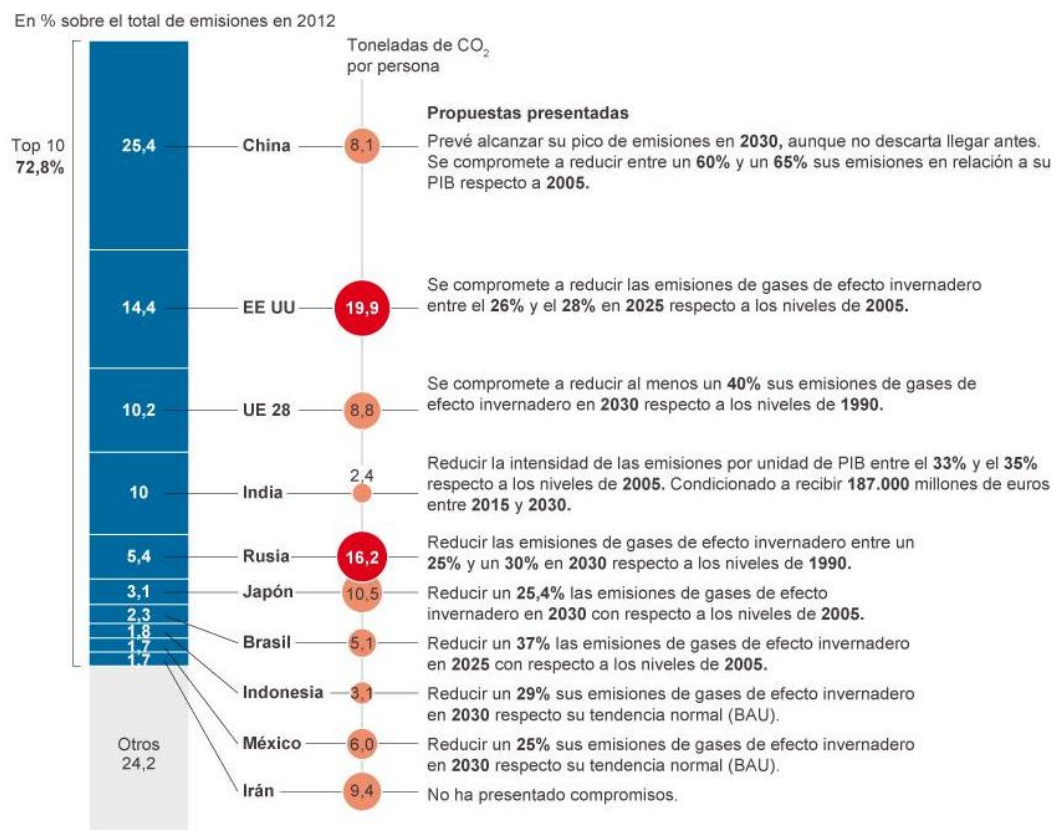 En % sobre el total de emisiones en 2012
Toneladas de CO₂
por persona
Top 10
72,8%
Propuestas presentadas
25,4
China
8,1
Prevé alcanzar su pico de emisiones en 2030, aunque no descarta llegar antes.
Se compromete a reducir entre un 60% y un 65% sus emisiones en relación a su
PIB respecto a 2005.
14,4
EE UU
19,9
Se compromete a reducir las emisiones de gases de efecto invernadero
entre el 26% y el 28% en 2025 respecto a los niveles de 2005.
10,2
UE 28
8,8
Se compromete a reducir al menos un 40% sus emisiones de gases de
efecto invernadero en 2030 respecto a los niveles de 1990.
10
India
2,4
Reducir la intensidad de las emisiones por unidad de PIB entre el 33% y el 35%
respecto a los niveles de 2005. Condicionado a recibir 187.000 millones de euros
entre 2015 y 2030.
5,4
Rusia
16,2
Reducir las emisiones de gases de efecto invernadero entre un
25% y un 30% en 2030 respecto a los niveles de 1990.
3,1
Japón
10,5
Reducir un 25,4% las emisiones de gases de efecto
invernadero en 2030 con respecto a los niveles de 2005.
2,3
Brasil
5,1
Reducir un 37% las emisiones de gases de efecto invernadero
en 2025 con respecto a los niveles de 2005.
1,8
Indonesia
3,1
Reducir un 29% sus emisiones de gases de efecto invernadero
en 2030 respecto su tendencia normal (BAU).
1,7
México
6,0
Reducir un 25% sus emisiones de gases de efecto invernadero
en 2030 respecto su tendencia normal (BAU).
1,7
Irán
9,4
No ha presentado compromisos.
Otros
24,2